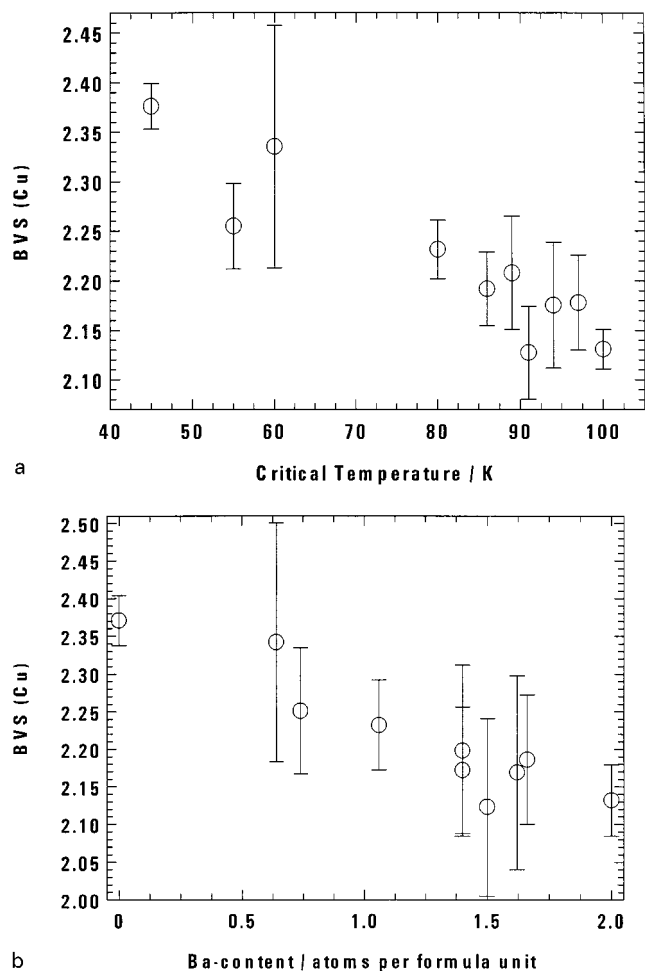 2.45
2.40
2.35
2.30
2.25
2.20
2.15
2.10
BVS (Cu)
40 50 60 70 80 90 100
Critical Temperature / K
a
2.50
2.45
2.40
2.35
2.30
2.25
2.20
2.15
2.10
2.05
2.00
BVS (Cu)
0 0.5 1.0 1.5 2.0
Ba-content / atoms per formula unit
b